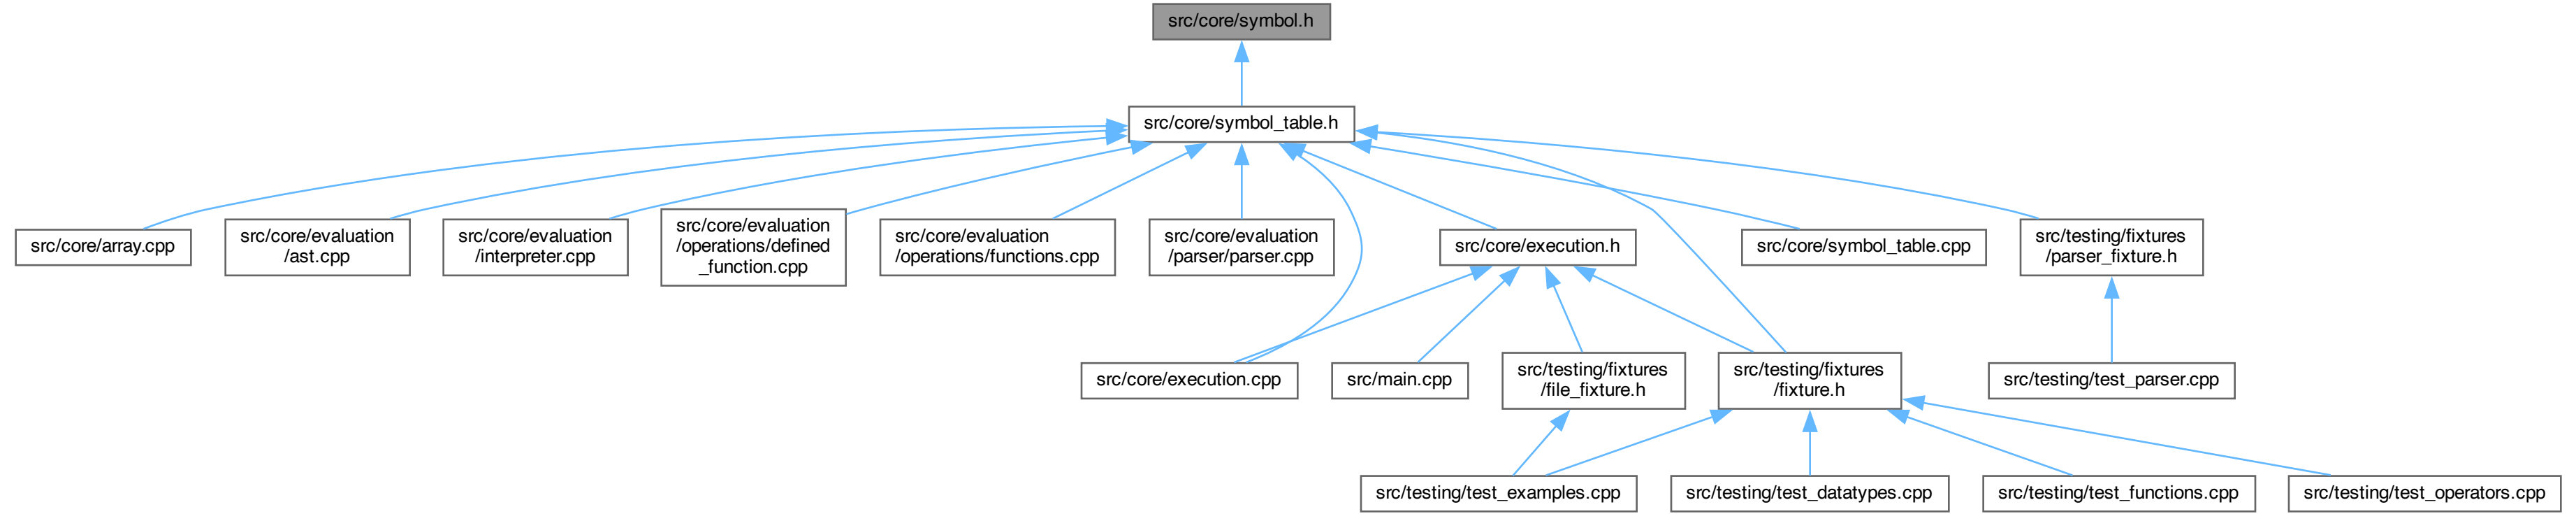 src/core/symbol.h
src/core/symbol_table.h
src/core/array.cpp
src/core/evaluation
/ast.cpp
src/core/evaluation
/interpreter.cpp
src/core/evaluation
/operations/defined
_function.cpp
src/core/evaluation
/operations/functions.cpp
src/core/evaluation
/parser/parser.cpp
src/core/execution.h
src/core/symbol_table.cpp
src/testing/fixtures
/parser_fixture.h
src/core/execution.cpp
src/main.cpp
src/testing/fixtures
/file_fixture.h
src/testing/fixtures
/fixture.h
src/testing/test_parser.cpp
src/testing/test_examples.cpp
src/testing/test_datatypes.cpp
src/testing/test_functions.cpp
src/testing/test_operators.cpp